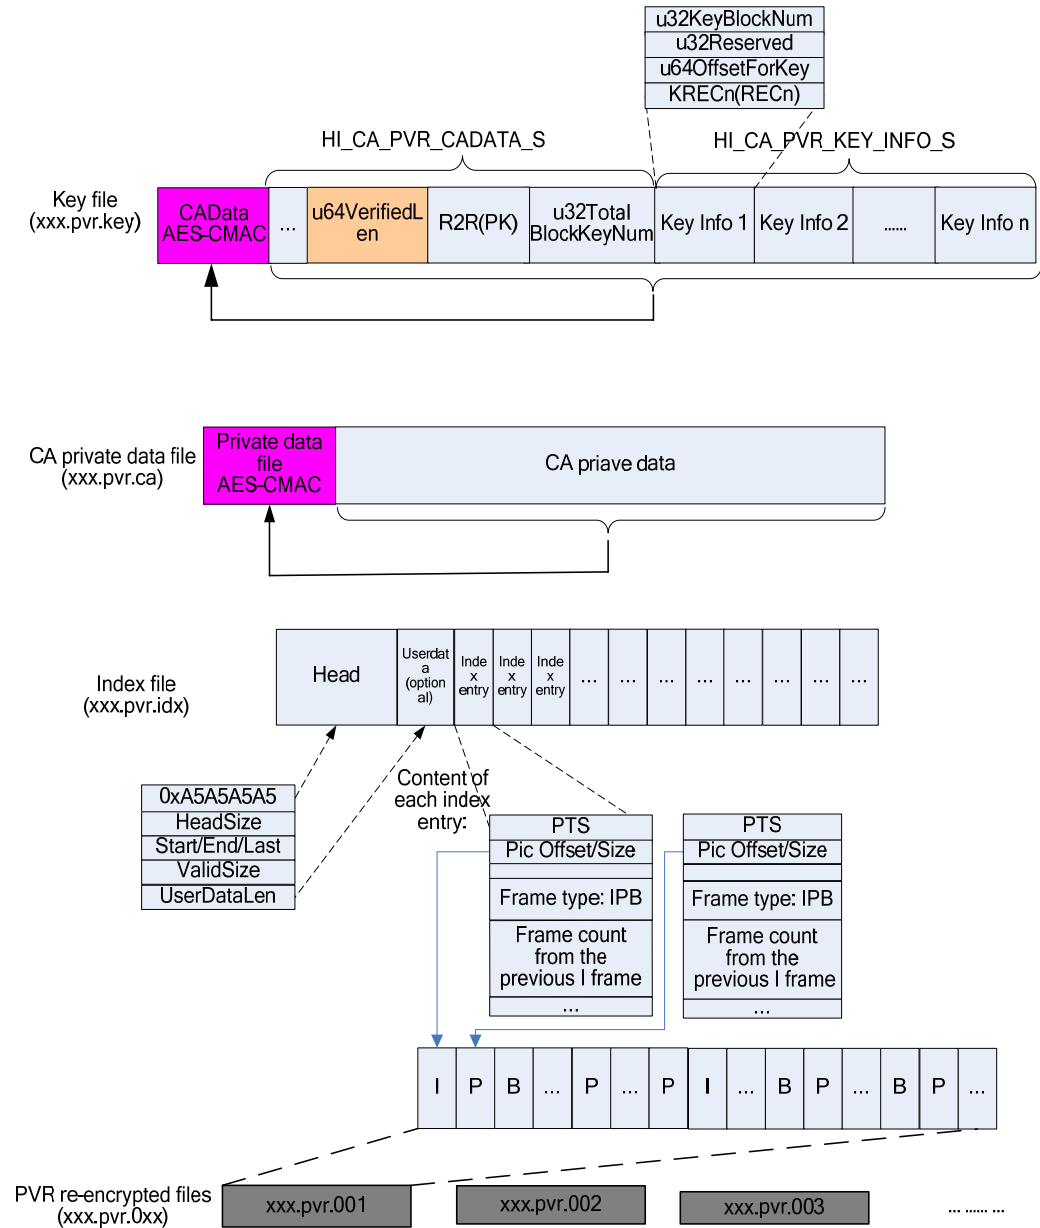 u32KeyBlockNum
u32Reserved
u64OffsetForKey
KRECn(RECn)
HI_CA_PVR_CADATA_S
HI_CA_PVR_KEY_INFO_S
Key file
(xxx.pvr.key)
CAData
AES-CMAC
...
u64VerifiedL
en
R2R(PK)
u32Total
BlockKeyNum
Key Info 1
Key Info 2
......
Key Info n
CA private data file
(xxx.pvr.ca)
Private data
file
AES-CMAC
CA priave data
Index file
(xxx.pvr.idx)
Head
Userdat
a
(option
al)
Inde
x
entry
Inde
x
entry
Inde
x
entry
... ... ... ... ... ... ... ...
0xA5A5A5A5
HeadSize
Start/End/Last
ValidSize
UserDataLen
Content of
each index
entry:
PTS
Pic Offset/Size
Frame type: IPB
Frame count
from the
previous I frame
...
PTS
Pic Offset/Size
Frame type: IPB
Frame count
from the
previous I frame
...
I P B ... P ... P I ... B P ... B P ...
PVR re-encrypted files
(xxx.pvr.0xx)
xxx.pvr.001
xxx.pvr.002
xxx.pvr.003
... ...... ...